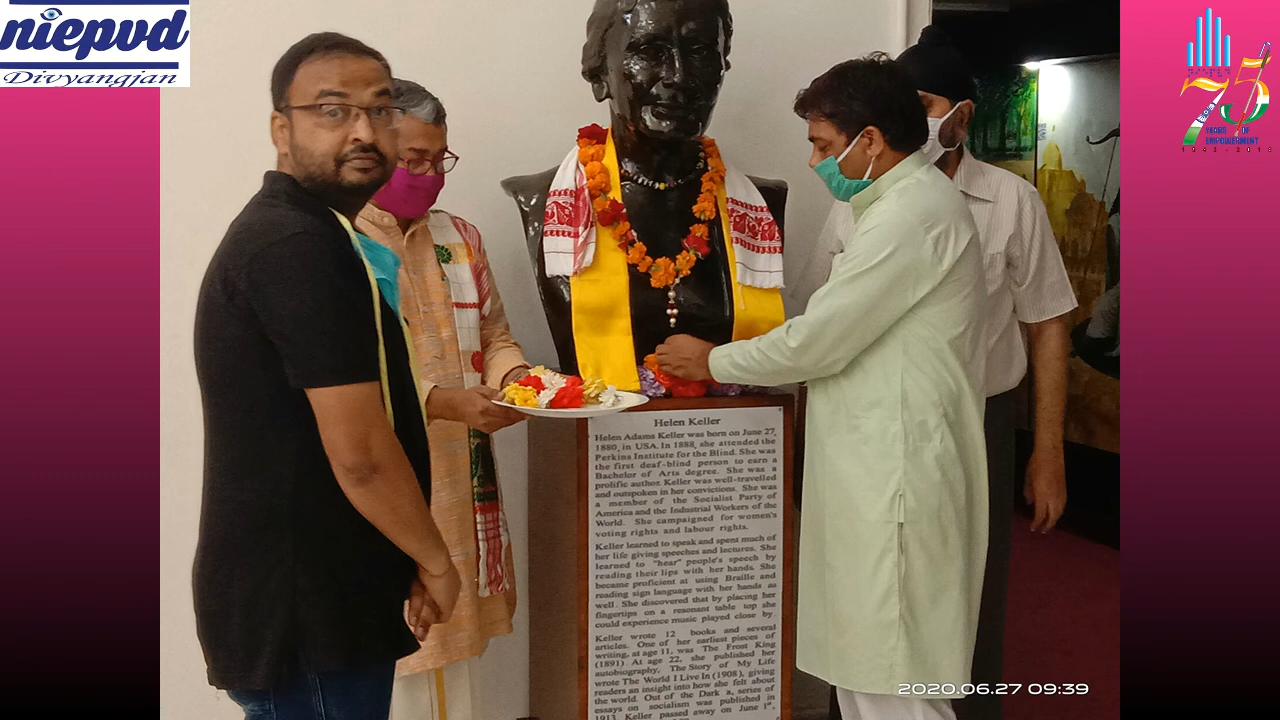 niepvd
Divyangjan
75
YEARS OF
EMPOWERMENT
Helen Keller
Helen Adams Keller was born on June 27,
1880, in USA. In 1888, she attended the
Perkins Institute for the Blind. She was
the first deaf-blind person to earn a
Bachelor of Arts degree. She was a
prolific author. Keller was well-travelled
and outspoken in her convictions. She was
a member of the Socialist Party of
America and the Industrial Workers of the
World. She campaigned for women's
voting rights and labour rights.
Keller learned to speak and spent much of
her life giving speeches and lectures. She
learned to "hear" people's speech by
reading their lips with her hands. She
became proficient at using Braille and
reading sign language with her hands as
well. She discovered that by placing her
fingertips on a resonant table top she
could experience music played close by.
Keller wrote 12 books and several
articles. One of her earliest pieces of
writing, at age 11, was The Frost King
(1891) At age 22, she published her
autobiography, The Story of My Life
wrote The World I Live In (1908), giving
readers an insight into how she felt about
the world. Out of the Dark a, series of
essays on socialism was published in
1913. Keller passed away on June 1st,
2020.06.27 09:39